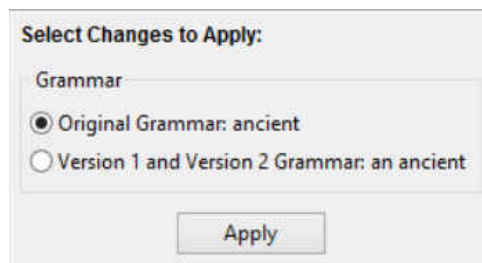 Select Changes to Apply:
Grammar
Original Grammar: ancient
Version 1 and Version 2 Grammar: an ancient
Apply